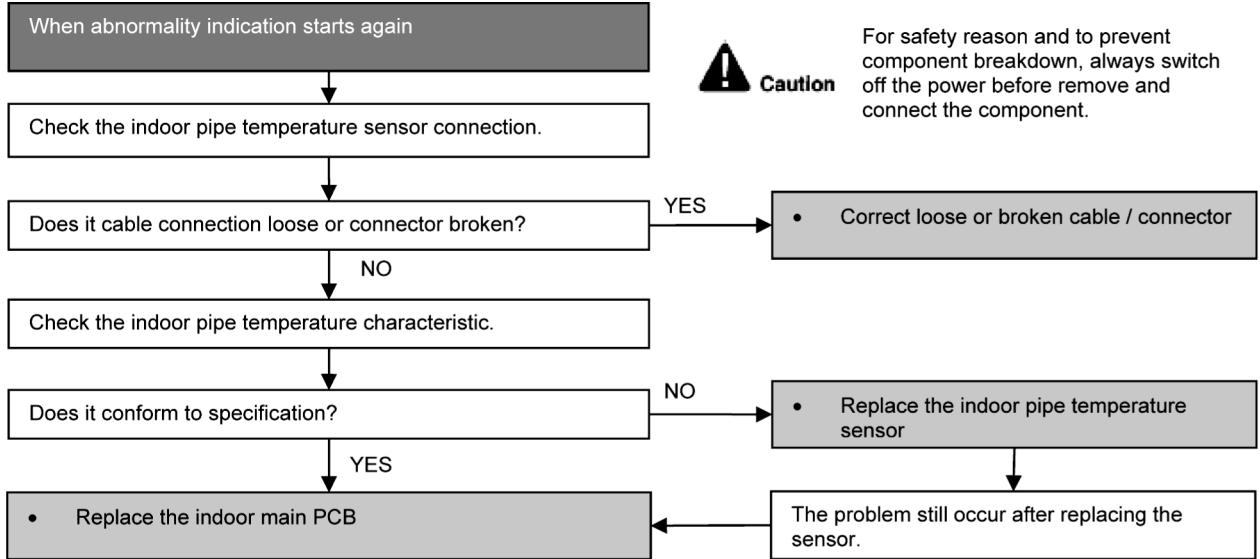 When abnormality indication starts again
For safety reason and to prevent
component breakdown, always switch
off the power before remove and
connect the component.
Caution
Check the indoor pipe temperature sensor connection.
Does it cable connection loose or connector broken?
YES
• Correct loose or broken cable / connector
NO
Check the indoor pipe temperature characteristic.
Does it conform to specification?
NO
• Replace the indoor pipe temperature
sensor
YES
• Replace the indoor main PCB
The problem still occur after replacing the
sensor.